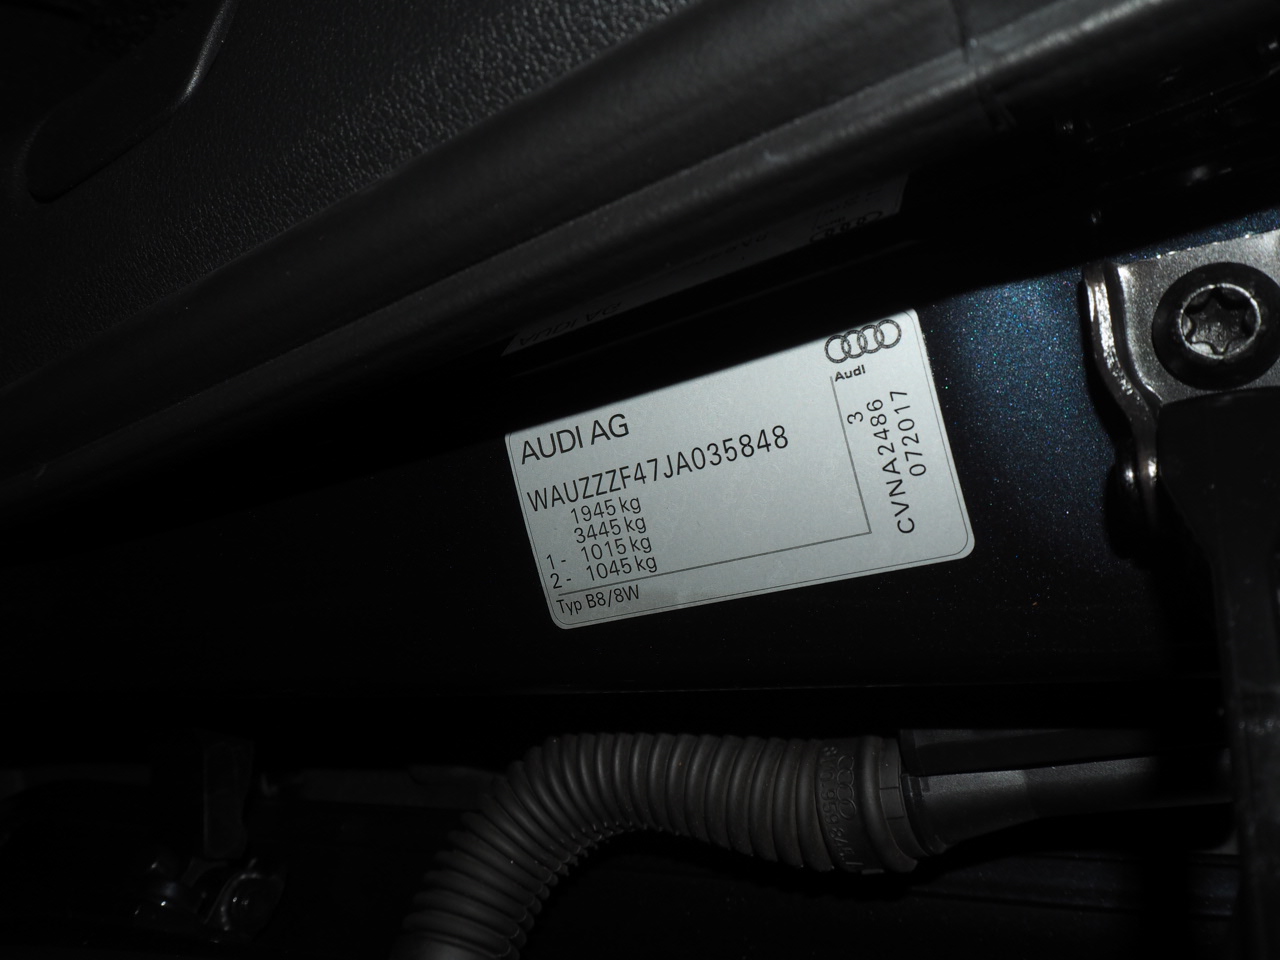 AUDI AG
WAUZZZF47JA035848
1945 kg
3445 kg
1 - 1015 kg
2 - 1045 kg
Typ B8/8W
Audi
3
CVNA2486
072017